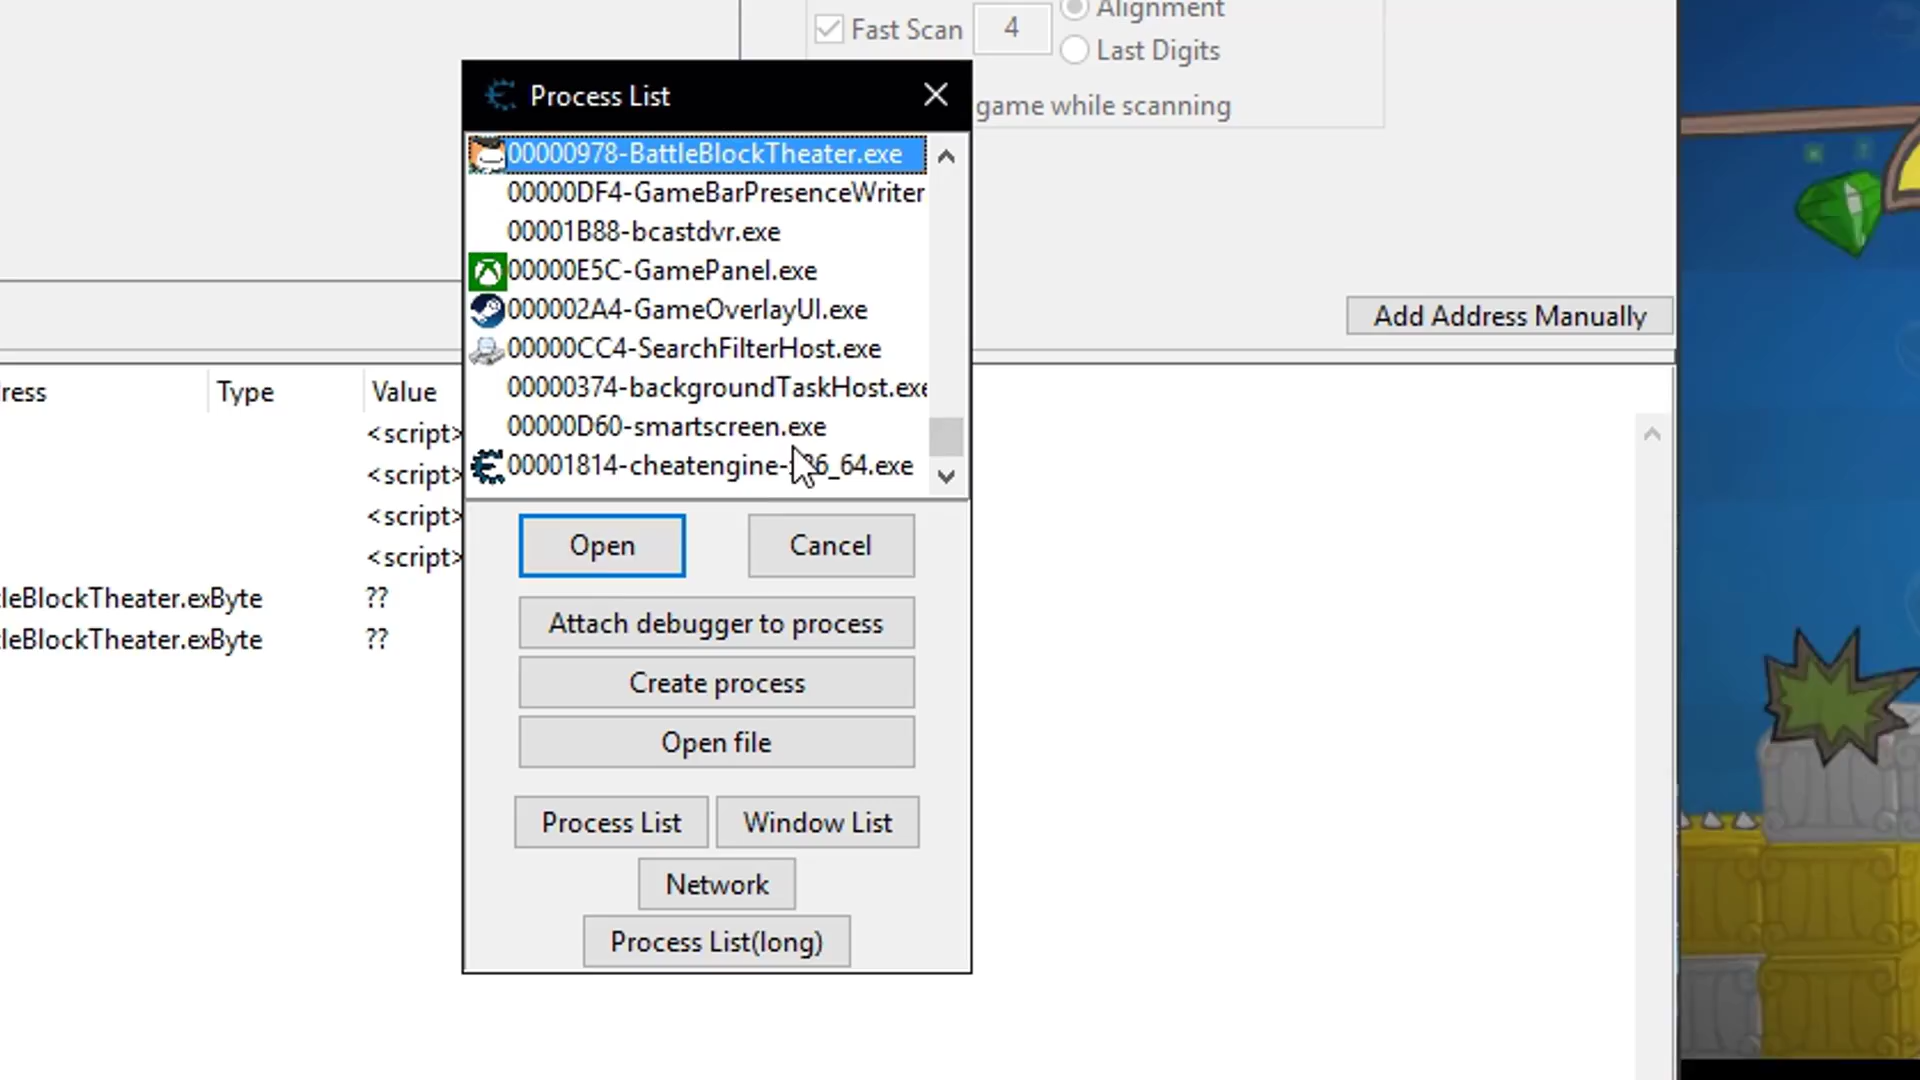 Alignment
Fast Scan 4
Last Digits
Process List
game while scanning
00000978-BattleBlockTheater.exe
00000DF4-GameBarPresenceWriter
00001B88-bcastdvr.exe
00000E5C-GamePanel.exe
000002A4-GameOverlayUI.exe
Add Address Manually
00000CC4-SearchFilterHost.exe
00000374-backgroundTaskHost.exe
ress Type Value
00000D60-smartscreen.exe
<script>
00001814-cheatengine-x86_64.exe
<script>
<script>
<script>
Open Cancel
leBlockTheater.exByte ??
Attach debugger to process
leBlockTheater.exByte ??
Create process
Open file
Process List Window List
Network
Process List(long)